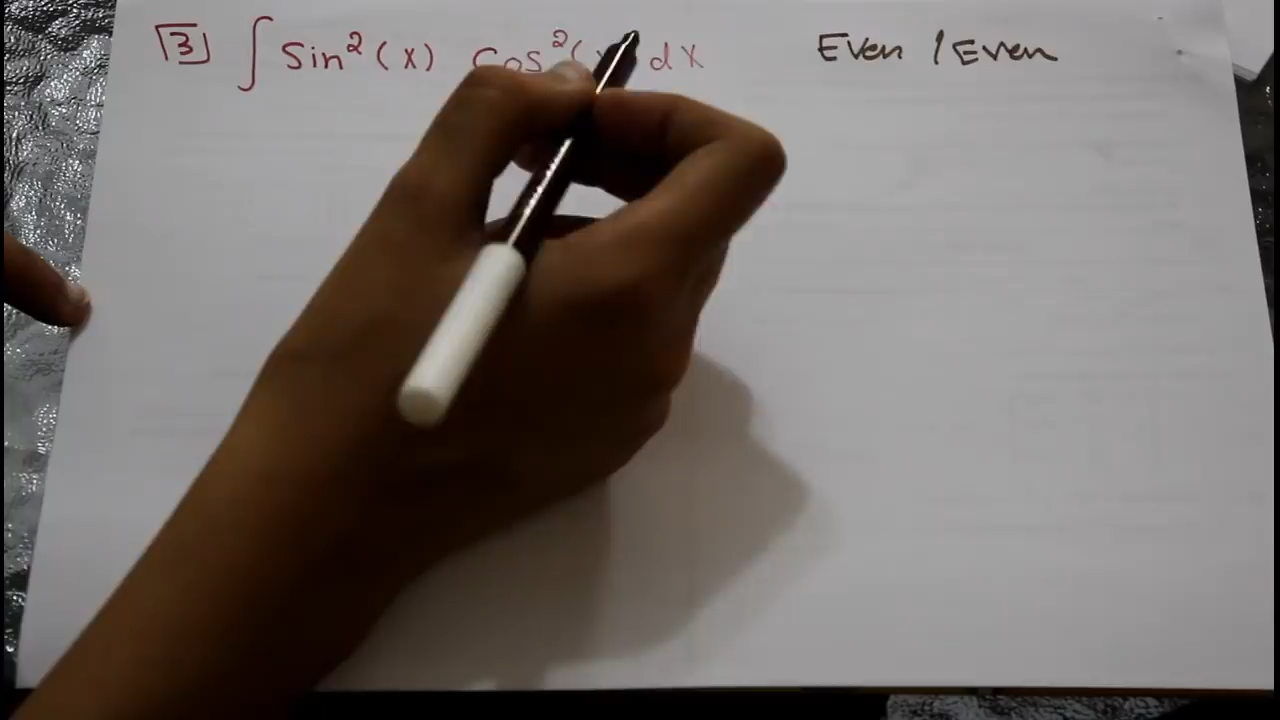 3 ∫ Sin²(x) Cos²(x) dx Even / Even